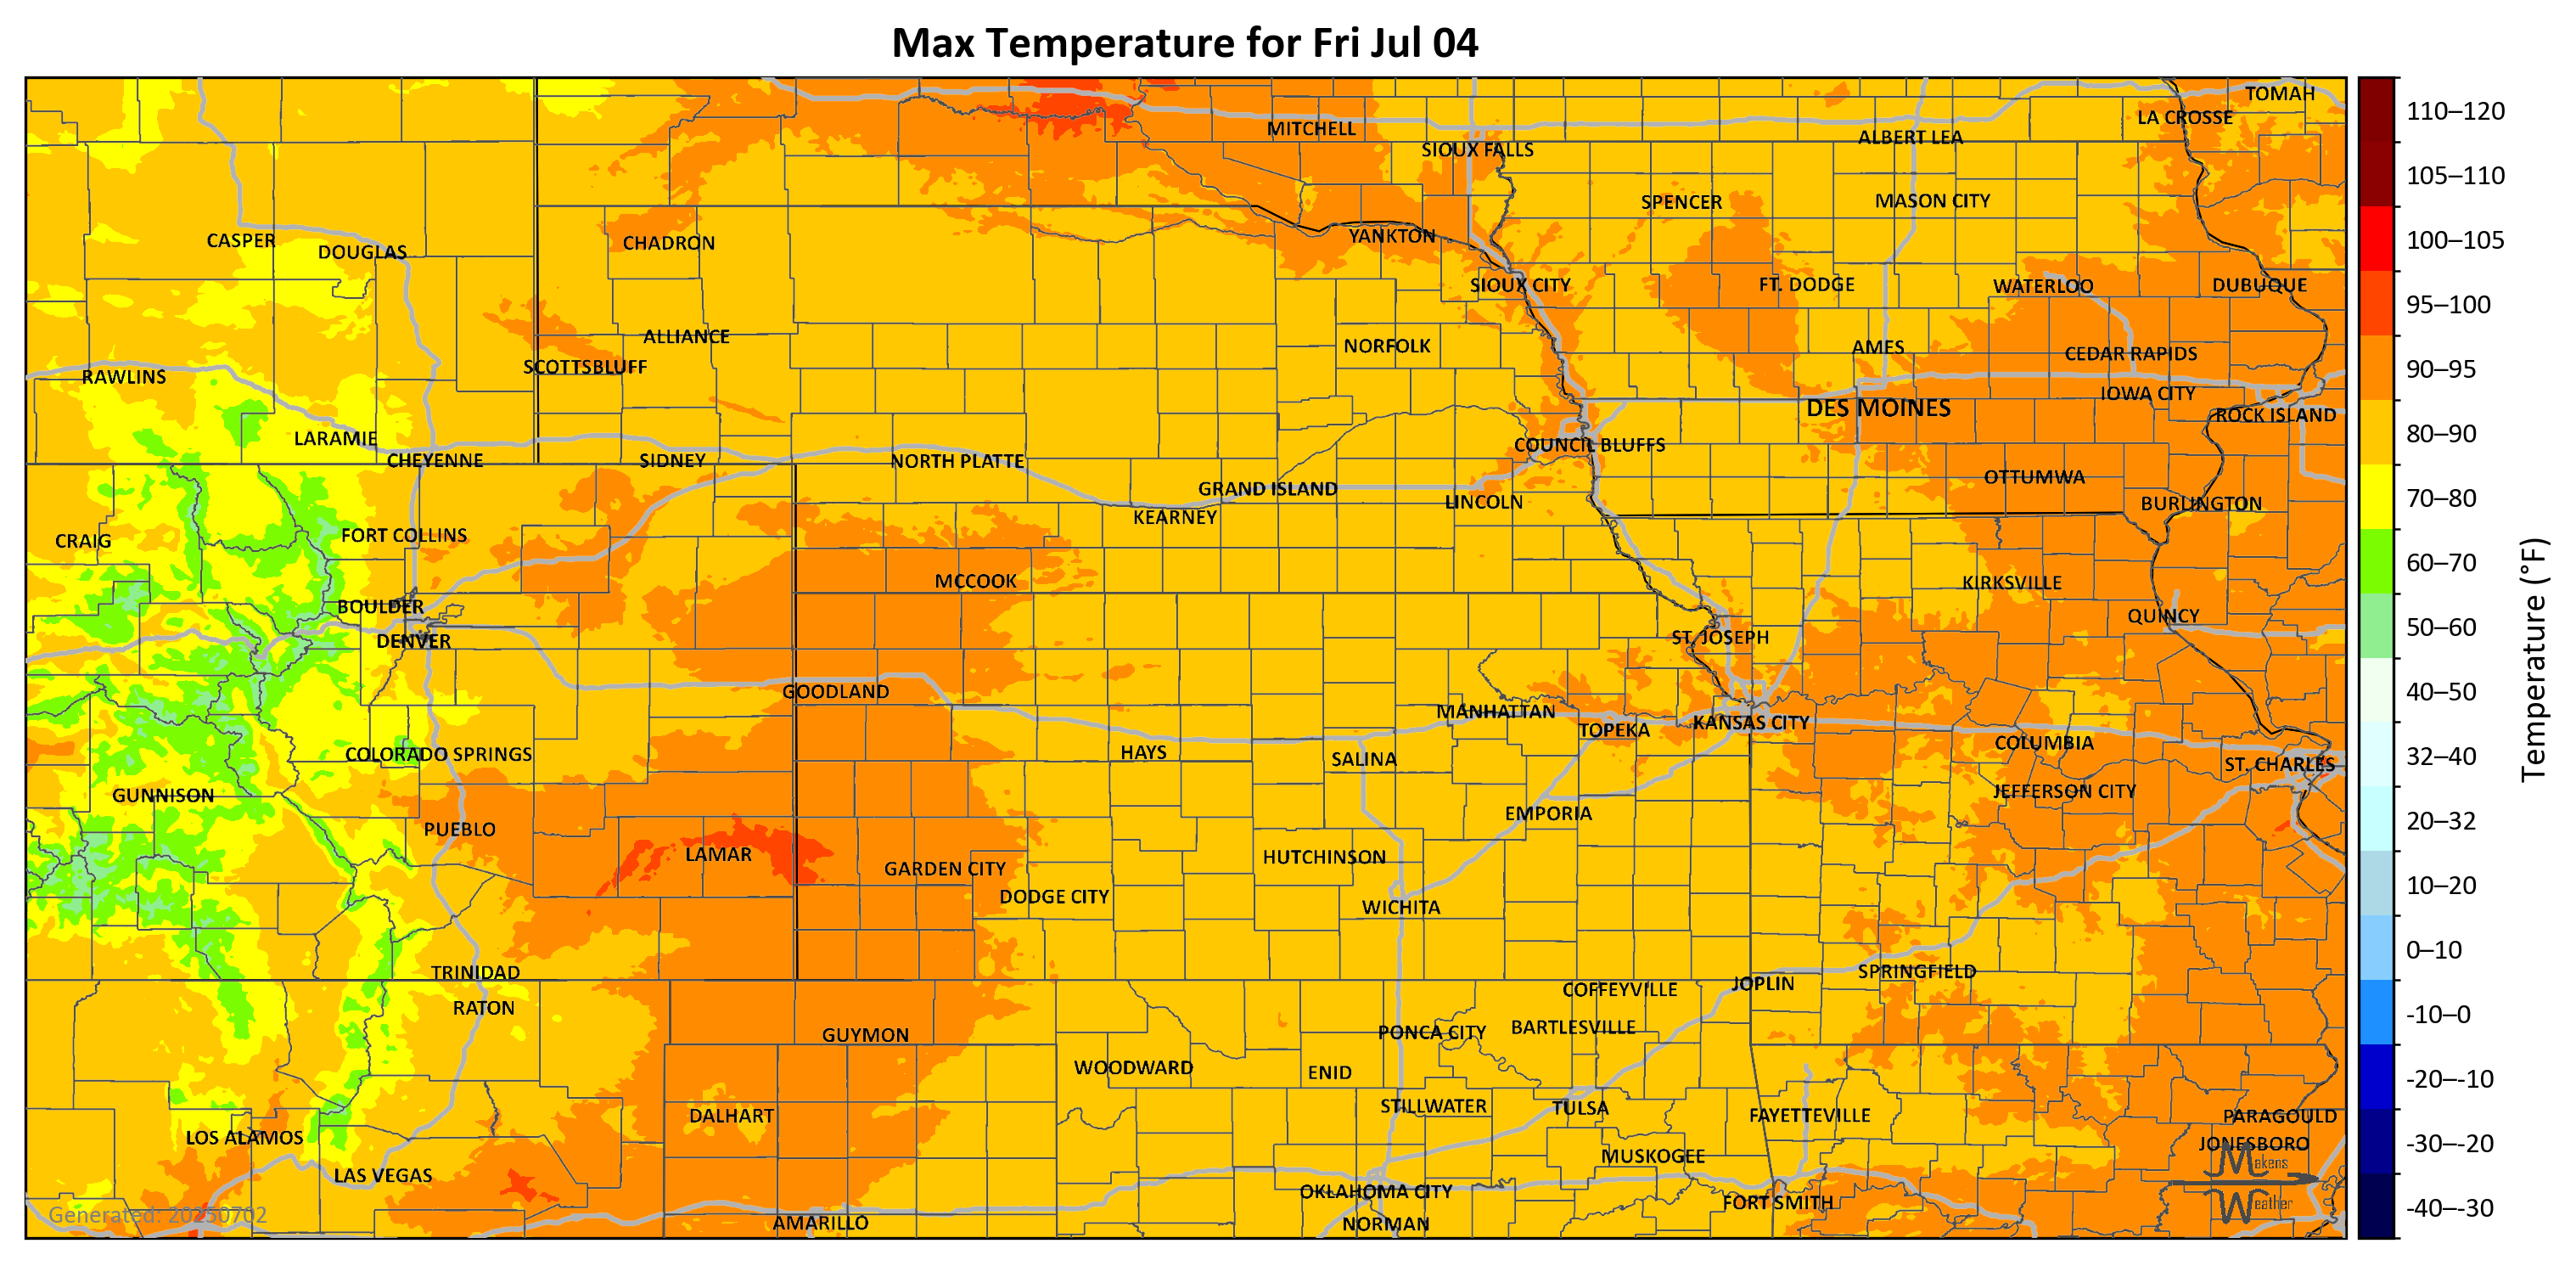 Max Temperature for Fri Jul 04
TOMAH
LA CROSSE
MITCHELL
ALBERT LEA
SIOUX FALLS
SPENCER
MASON CITY
CASPER
DOUGLAS
CHADRON
YANKTON
SIOUX CITY
FT. DODGE
WATERLOO
DUBUQUE
ALLIANCE
NORFOLK
AMES
CEDAR RAPIDS
SCOTTSBLUFF
RAWLINS
IOWA CITY
DES MOINES
ROCK ISLAND
LARAMIE
COUNCIL BLUFFS
CHEYENNE
SIDNEY
NORTH PLATTE
OTTUMWA
GRAND ISLAND
LINCOLN
BURLINGTON
KEARNEY
CRAIG
FORT COLLINS
MCCOOK
KIRKSVILLE
BOULDER
QUINCY
DENVER
ST. JOSEPH
GOODLAND
MANHATTAN
TOPEKA
KANSAS CITY
COLORADO SPRINGS
HAYS
SALINA
COLUMBIA
ST. CHARLES
GUNNISON
JEFFERSON CITY
EMPORIA
PUEBLO
LAMAR
HUTCHINSON
GARDEN CITY
DODGE CITY
WICHITA
TRINIDAD
SPRINGFIELD
JOPLIN
COFFEYVILLE
RATON
GUYMON
PONCA CITY
BARTLESVILLE
WOODWARD
ENID
DALHART
STILLWATER
TULSA
FAYETTEVILLE
PARAGOULD
LOS ALAMOS
JONESBORO
MUSKOGEE
LAS VEGAS
OKLAHOMA CITY
FORT SMITH
AMARILLO
NORMAN
Generated: 20250702
Makens
Weather
110–120
105–110
100–105
95–100
90–95
80–90
70–80
60–70
50–60
40–50
32–40
20–32
10–20
0–10
-10–0
-20–-10
-30–-20
-40–-30
Temperature (°F)